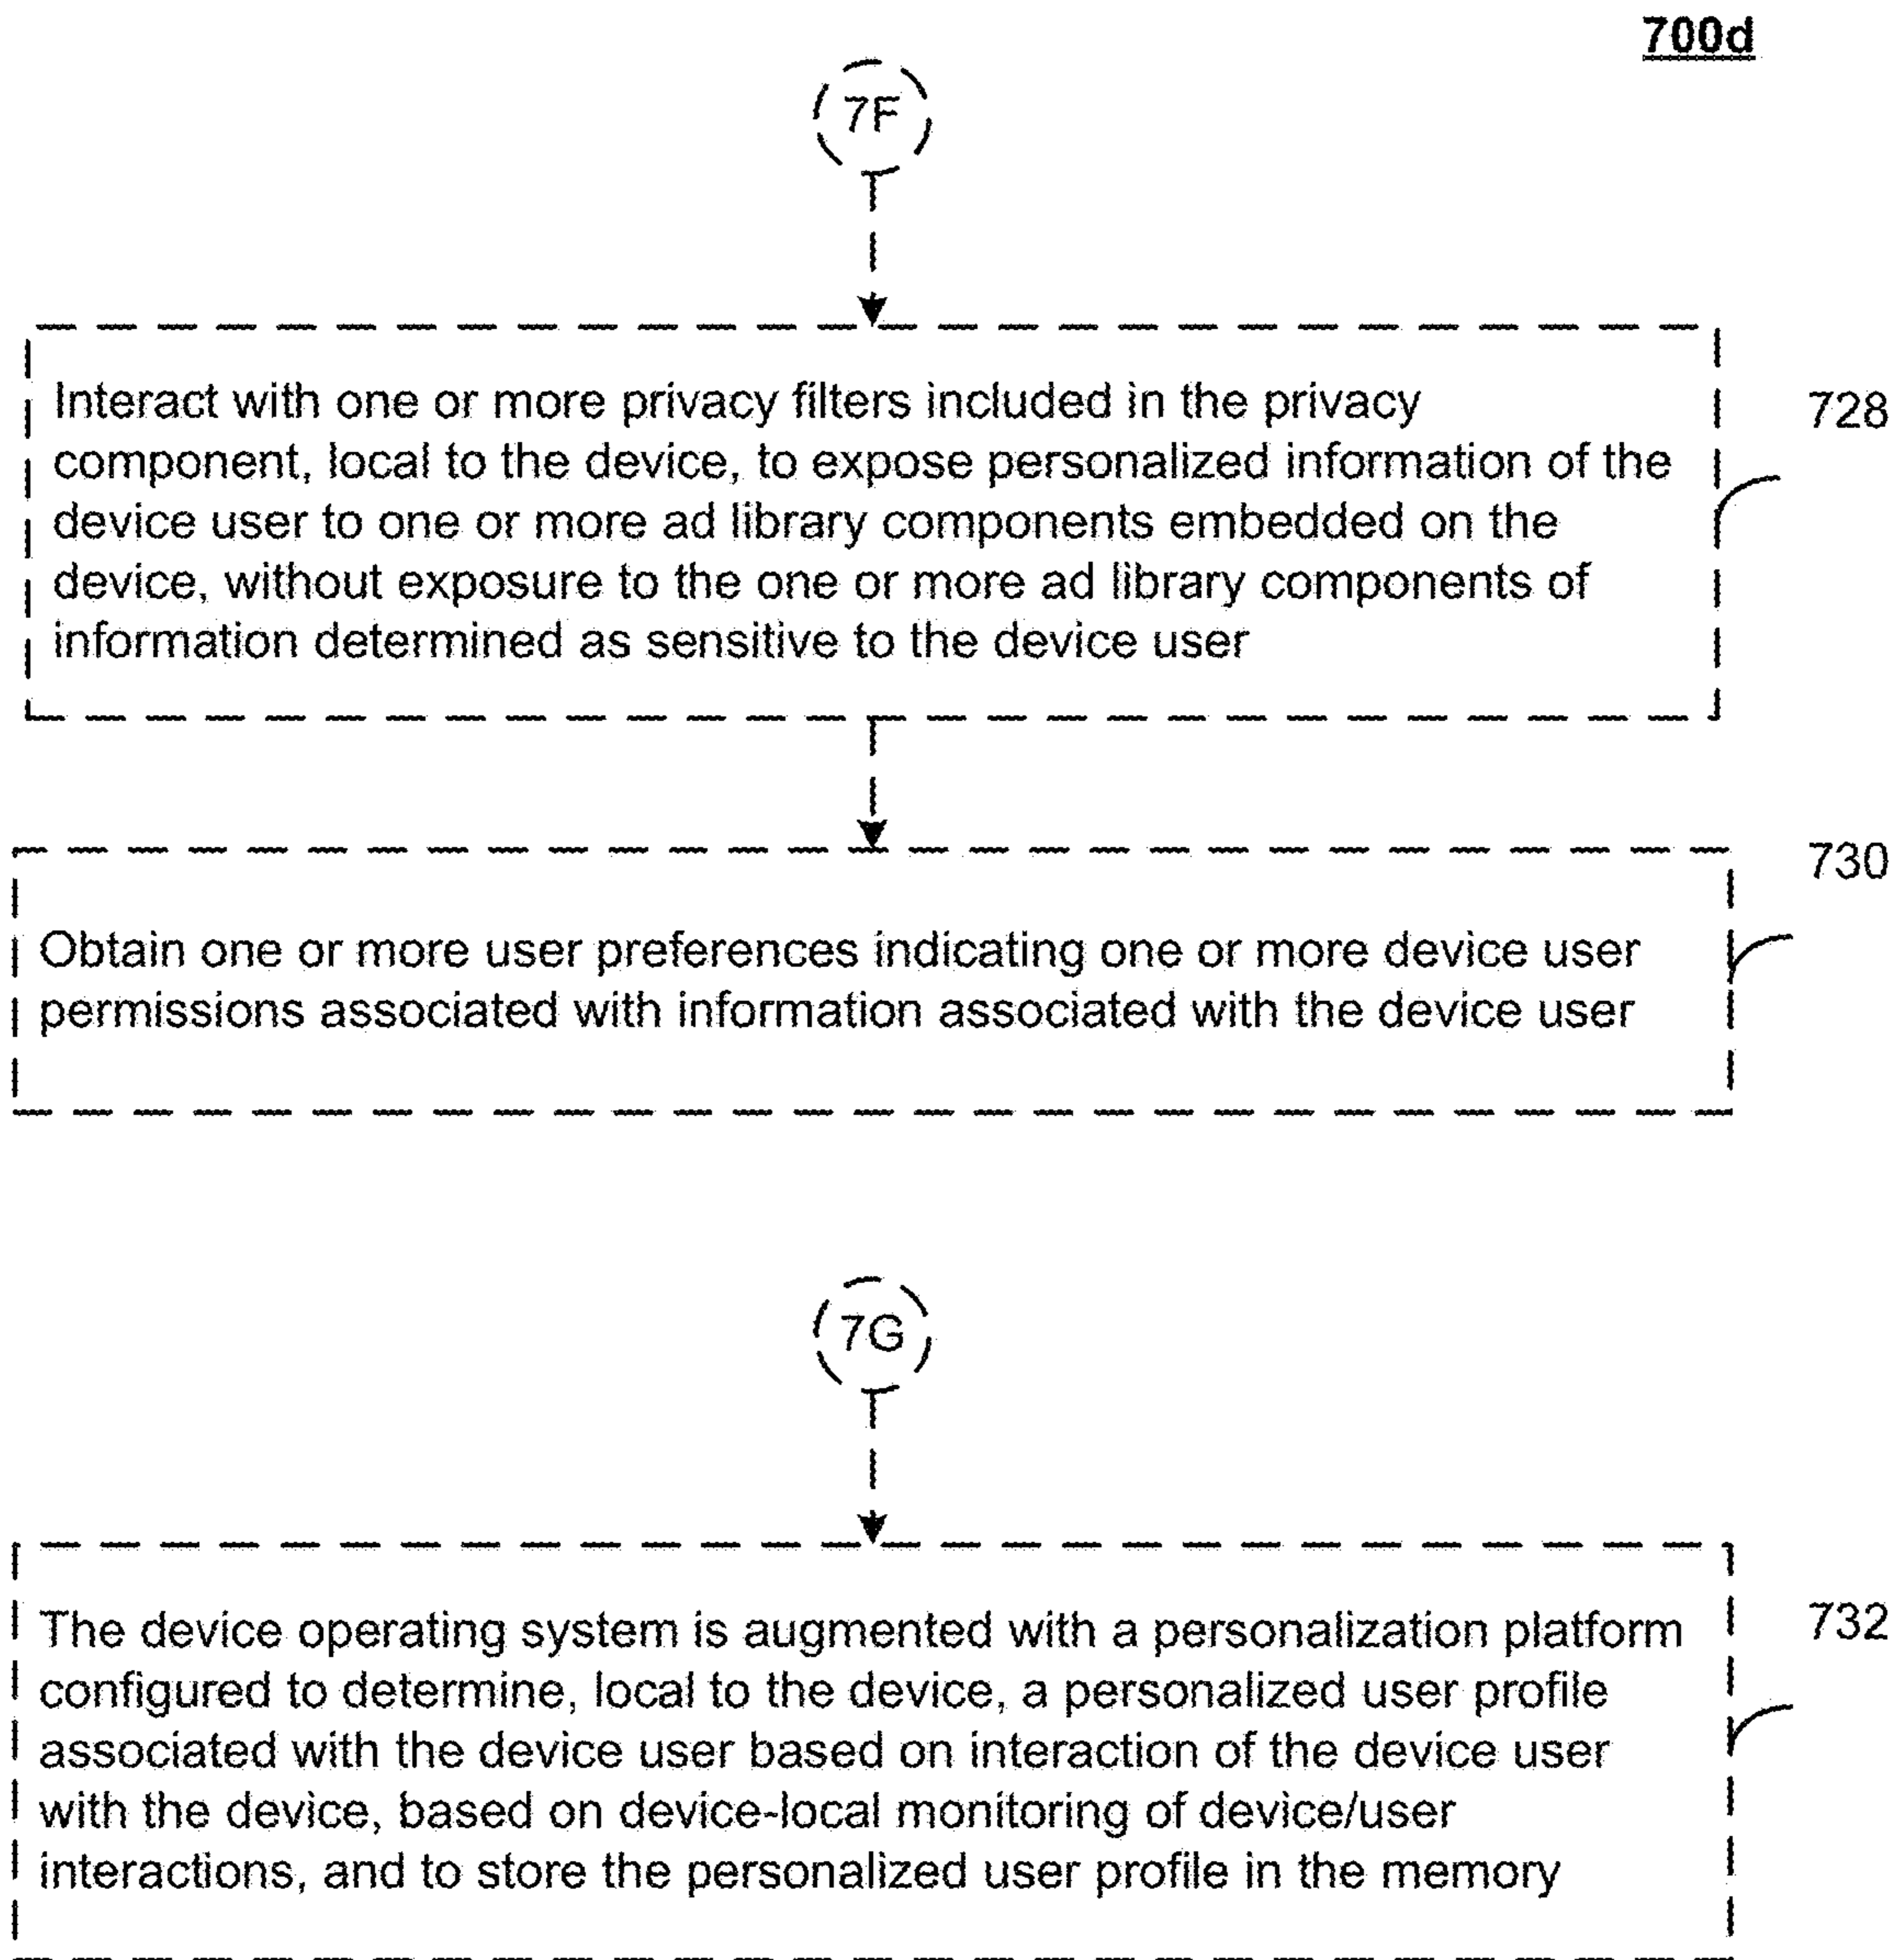 700d
7F
Interact with one or more privacy filters included in the privacy
component, local to the device, to expose personalized information of the
device user to one or more ad library components embedded on the
device, without exposure to the one or more ad library components of
information determined as sensitive to the device user
728
730
Obtain one or more user preferences indicating one or more device user
permissions associated with information associated with the device user
7G
The device operating system is augmented with a personalization platform
configured to determine, local to the device, a personalized user profile
associated with the device user based on interaction of the device user
with the device, based on device-local monitoring of device/user
interactions, and to store the personalized user profile in the memory
732